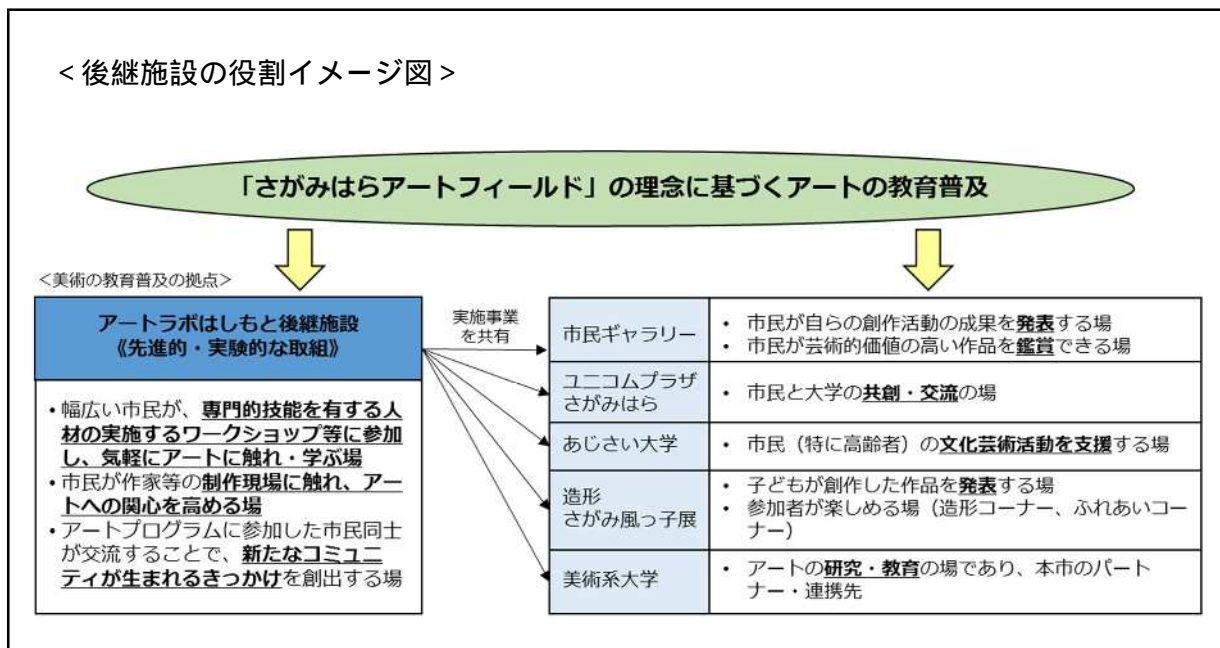 <後継施設の役割イメージ図>
「さがみはらアートフィールド」の理念に基づくアートの教育普及
<美術の教育普及の拠点>
アートラボはしもと後継施設
《先進的・実験的な取組》
・幅広い市民が、専門的技能を有する人
材の実施するワークショップ等に参加
し、気軽にアートに触れ・学ぶ場
・市民が作家等の制作現場に触れ、アー
トへの関心を高める場
・アートプログラムに参加した市民同士
が交流することで、新たなコミュニ
ティが生まれるきっかけを創出する場
実施事業
を共有
市民ギャラリー
・ 市民が自らの創作活動の成果を発表する場
・ 市民が芸術的価値の高い作品を鑑賞できる場
ユニコムプラザ
さがみはら
・ 市民と大学の共創・交流の場
あじさい大学
・ 市民（特に高齢者）の文化芸術活動を支援する場
造形
さがみ風っ子展
・ 子どもが創作した作品を発表する場
・ 参加者が楽しめる場（造形コーナー、ふれあいコー
ナー）
美術系大学
・ アートの研究・教育の場であり、本市のパート
ナー・連携先